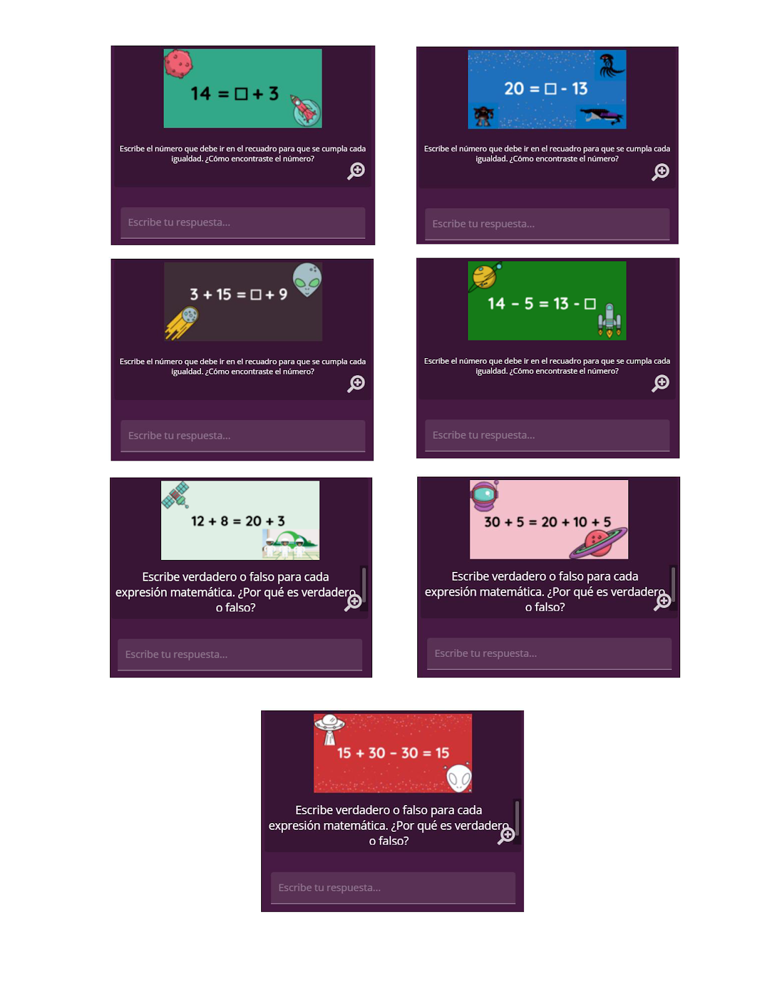 14 = □ + 3
Escribe el número que debe ir en el recuadro para que se cumpla cada
igualdad. ¿Cómo encontraste el número?
Escribe tu respuesta...
20 = □ - 13
Escribe el número que debe ir en el recuadro para que se cumpla cada
igualdad. ¿Cómo encontraste el número?
Escribe tu respuesta...
3 + 15 = □ + 9
Escribe el número que debe ir en el recuadro para que se cumpla cada
igualdad. ¿Cómo encontraste el número?
Escribe tu respuesta...
14 − 5 = 13 - □
Escribe el número que debe ir en el recuadro para que se cumpla cada
igualdad. ¿Cómo encontraste el número?
Escribe tu respuesta...
12 + 8 = 20 + 3
Escribe verdadero o falso para cada
expresión matemática. ¿Por qué es verdadero
o falso?
Escribe tu respuesta...
30 + 5 = 20 + 10 + 5
Escribe verdadero o falso para cada
expresión matemática. ¿Por qué es verdadero
o falso?
Escribe tu respuesta...
15 + 30 − 30 = 15
Escribe verdadero o falso para cada
expresión matemática. ¿Por qué es verdadero
o falso?
Escribe tu respuesta...